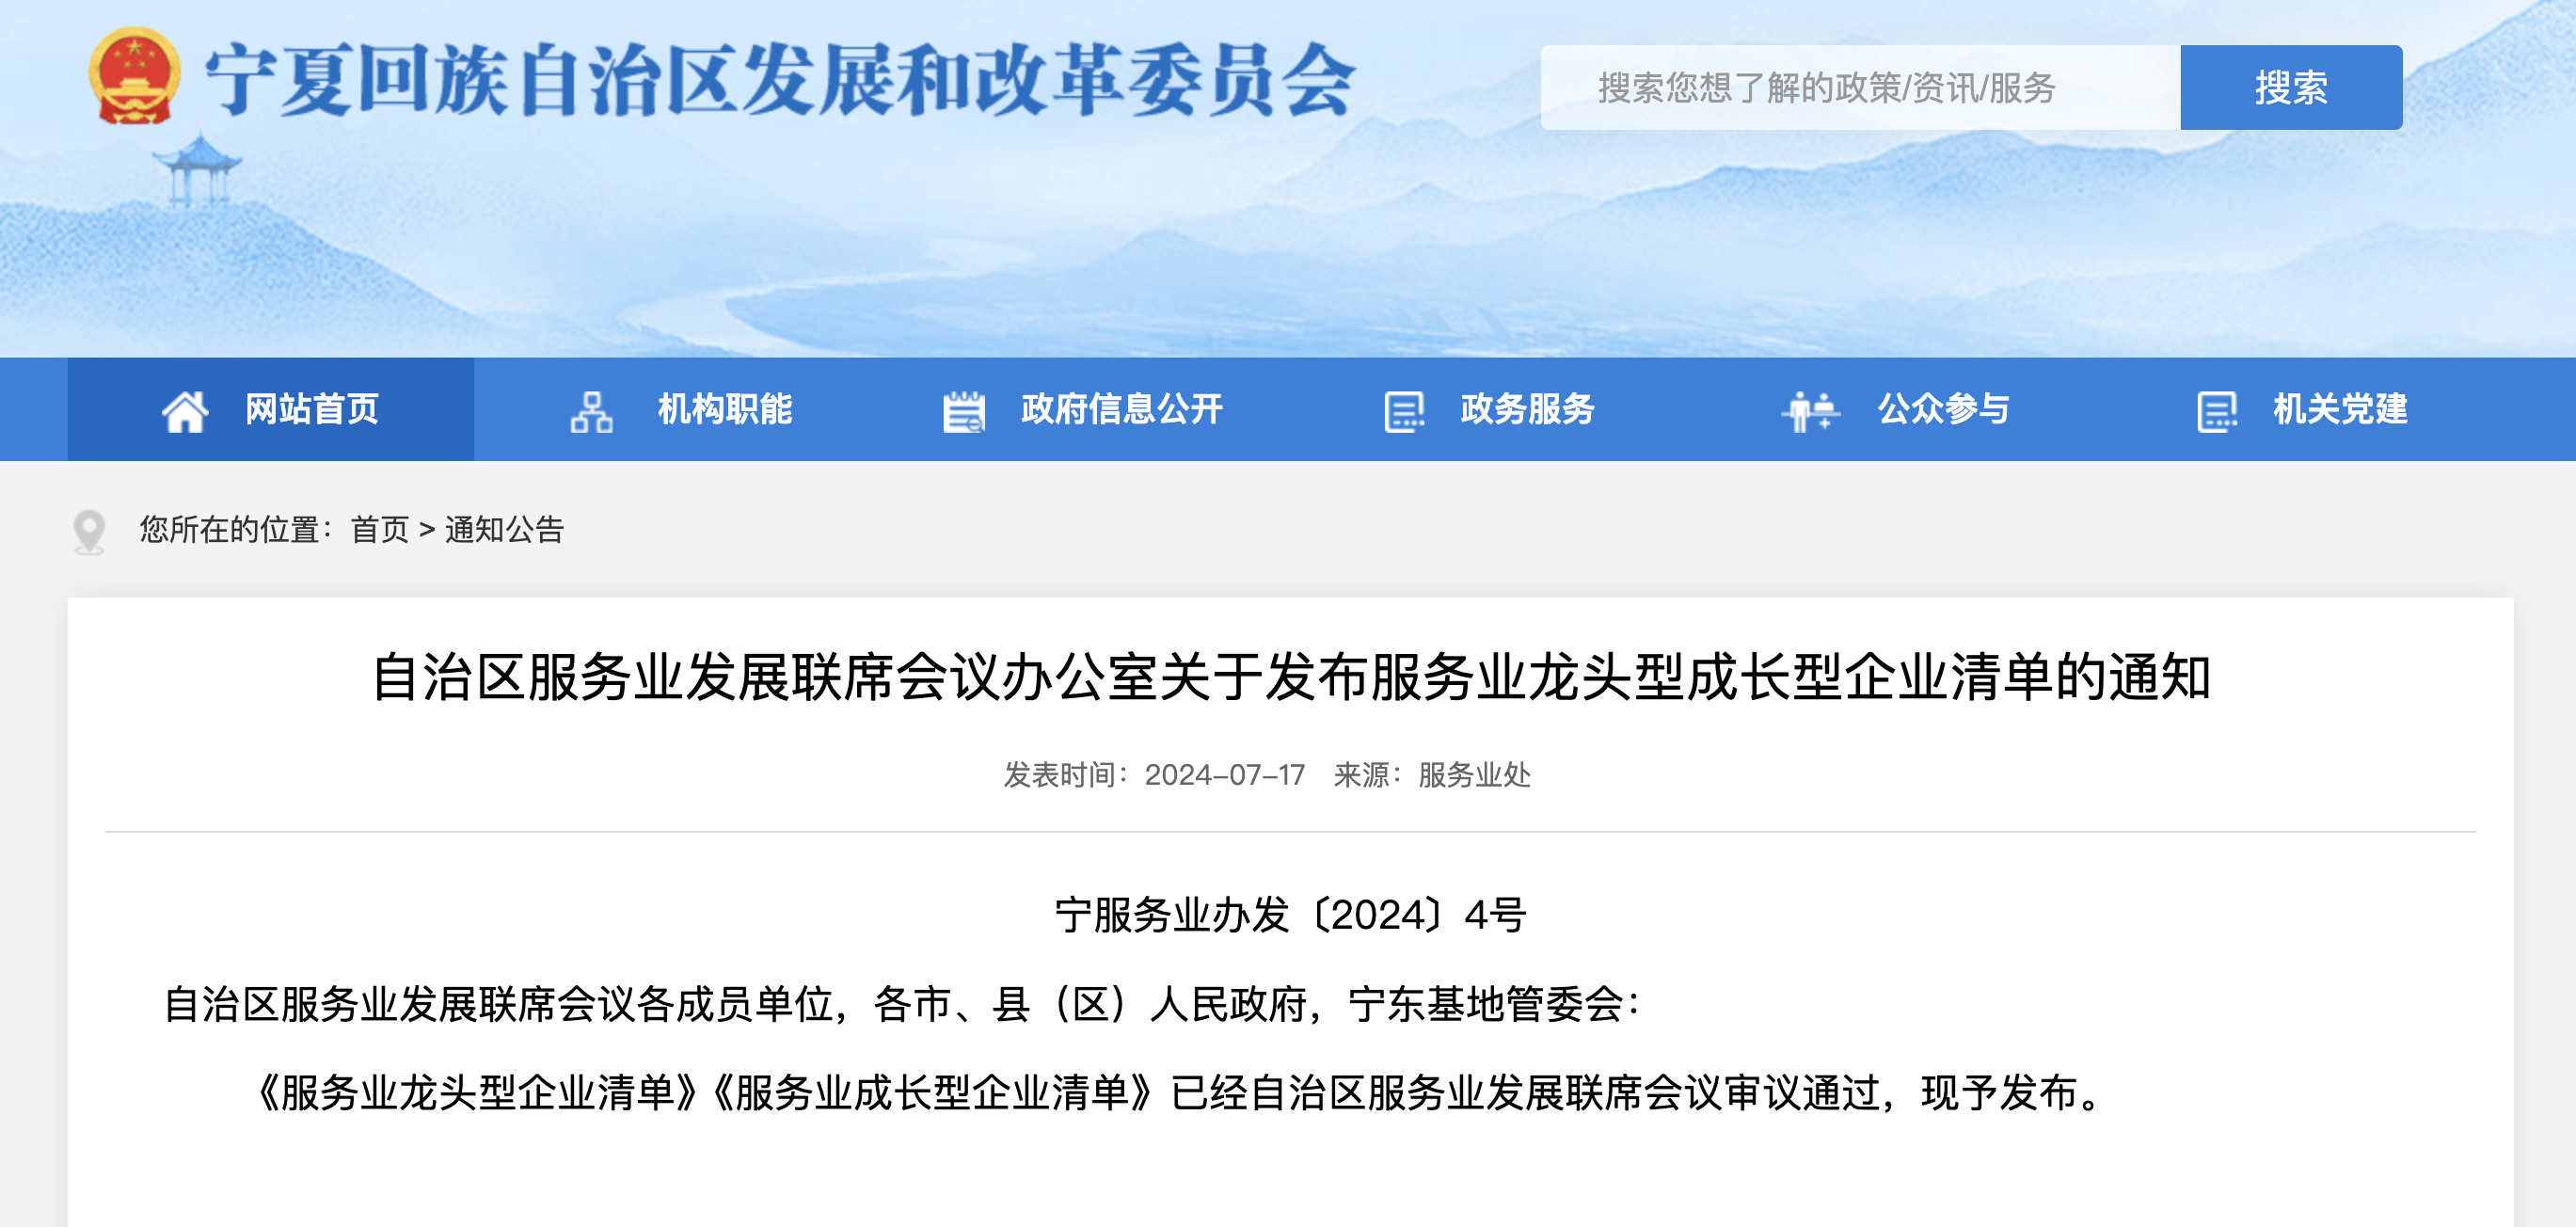 宁夏回族自治区发展和改革委员会
搜索您想了解的政策/资讯/服务 搜索
网站首页 机构职能 政府信息公开 政务服务 公众参与 机关党建
您所在的位置：首页 > 通知公告
自治区服务业发展联席会议办公室关于发布服务业龙头型成长型企业清单的通知
发表时间：2024-07-17 来源：服务业处
宁服务业办发〔2024〕4号
自治区服务业发展联席会议各成员单位，各市、县（区）人民政府，宁东基地管委会：
《服务业龙头型企业清单》《服务业成长型企业清单》已经自治区服务业发展联席会议审议通过，现予发布。